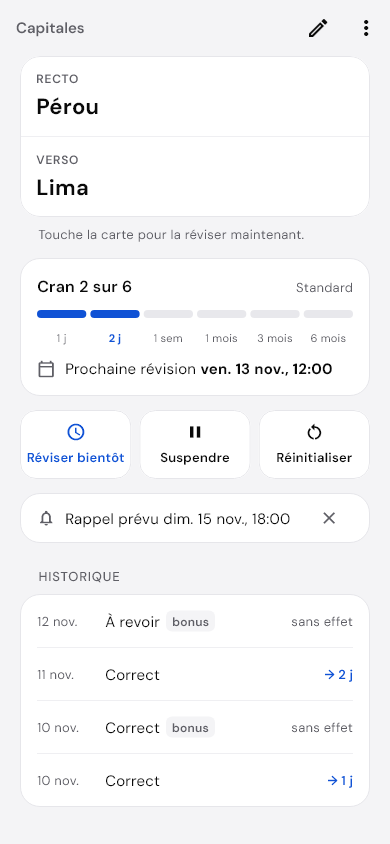 Capitales
RECTO
Pérou
VERSO
Lima
Touche la carte pour la réviser maintenant.
Cran 2 sur 6
Standard
1 j
2 j
1 sem
1 mois
3 mois
6 mois
Prochaine révision ven. 13 nov., 12:00
Réviser bientôt
Suspendre
Réinitialiser
Rappel prévu dim. 15 nov., 18:00
HISTORIQUE
12 nov. À revoir bonus sans effet
11 nov. Correct → 2 j
10 nov. Correct bonus sans effet
10 nov. Correct → 1 j